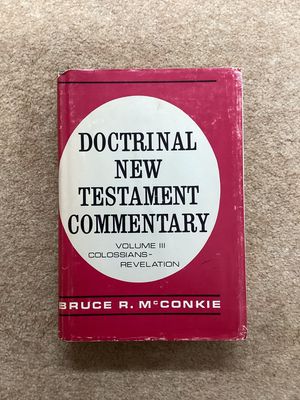 DOCTRINAL
NEW
TESTAMENT
COMMENTARY
VOLUME III
COLOSSIANS-
REVELATION
BRUCE R. McCONKIE